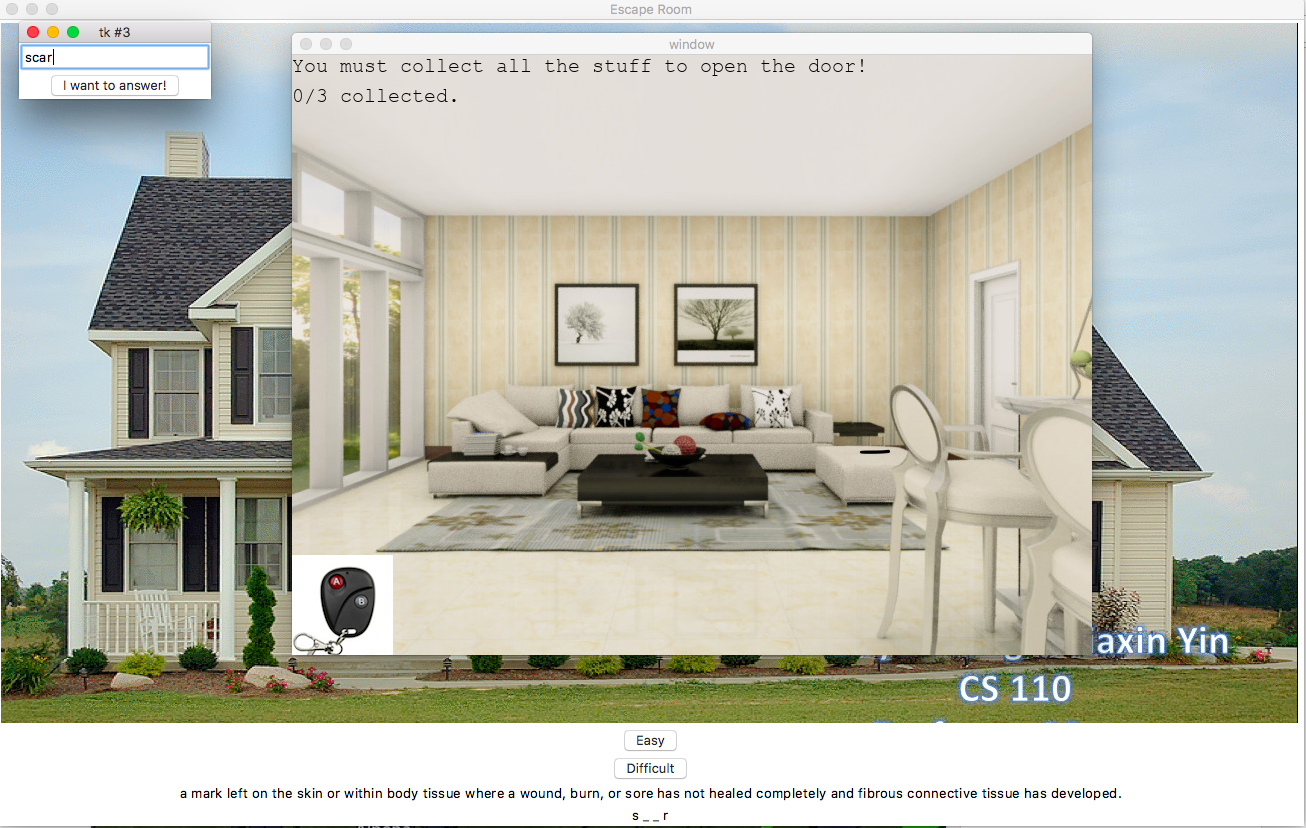 Escape Room
tk #3
scar
I want to answer!
window
You must collect all the stuff to open the door!
0/3 collected.
A
B
axin Yin
CS 110
Easy
Difficult
a mark left on the skin or within body tissue where a wound, burn, or sore has not healed completely and fibrous connective tissue has developed.
s _ _ r